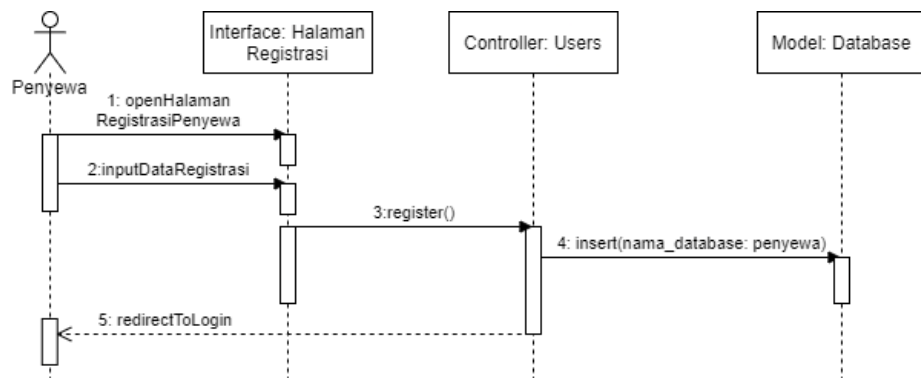 Interface: Halaman
Registrasi
Controller: Users
Model: Database
Penyewa
1: openHalaman
RegistrasiPenyewa
2:inputDataRegistrasi
3:register()
4: insert(nama_database: penyewa)
5: redirectToLogin